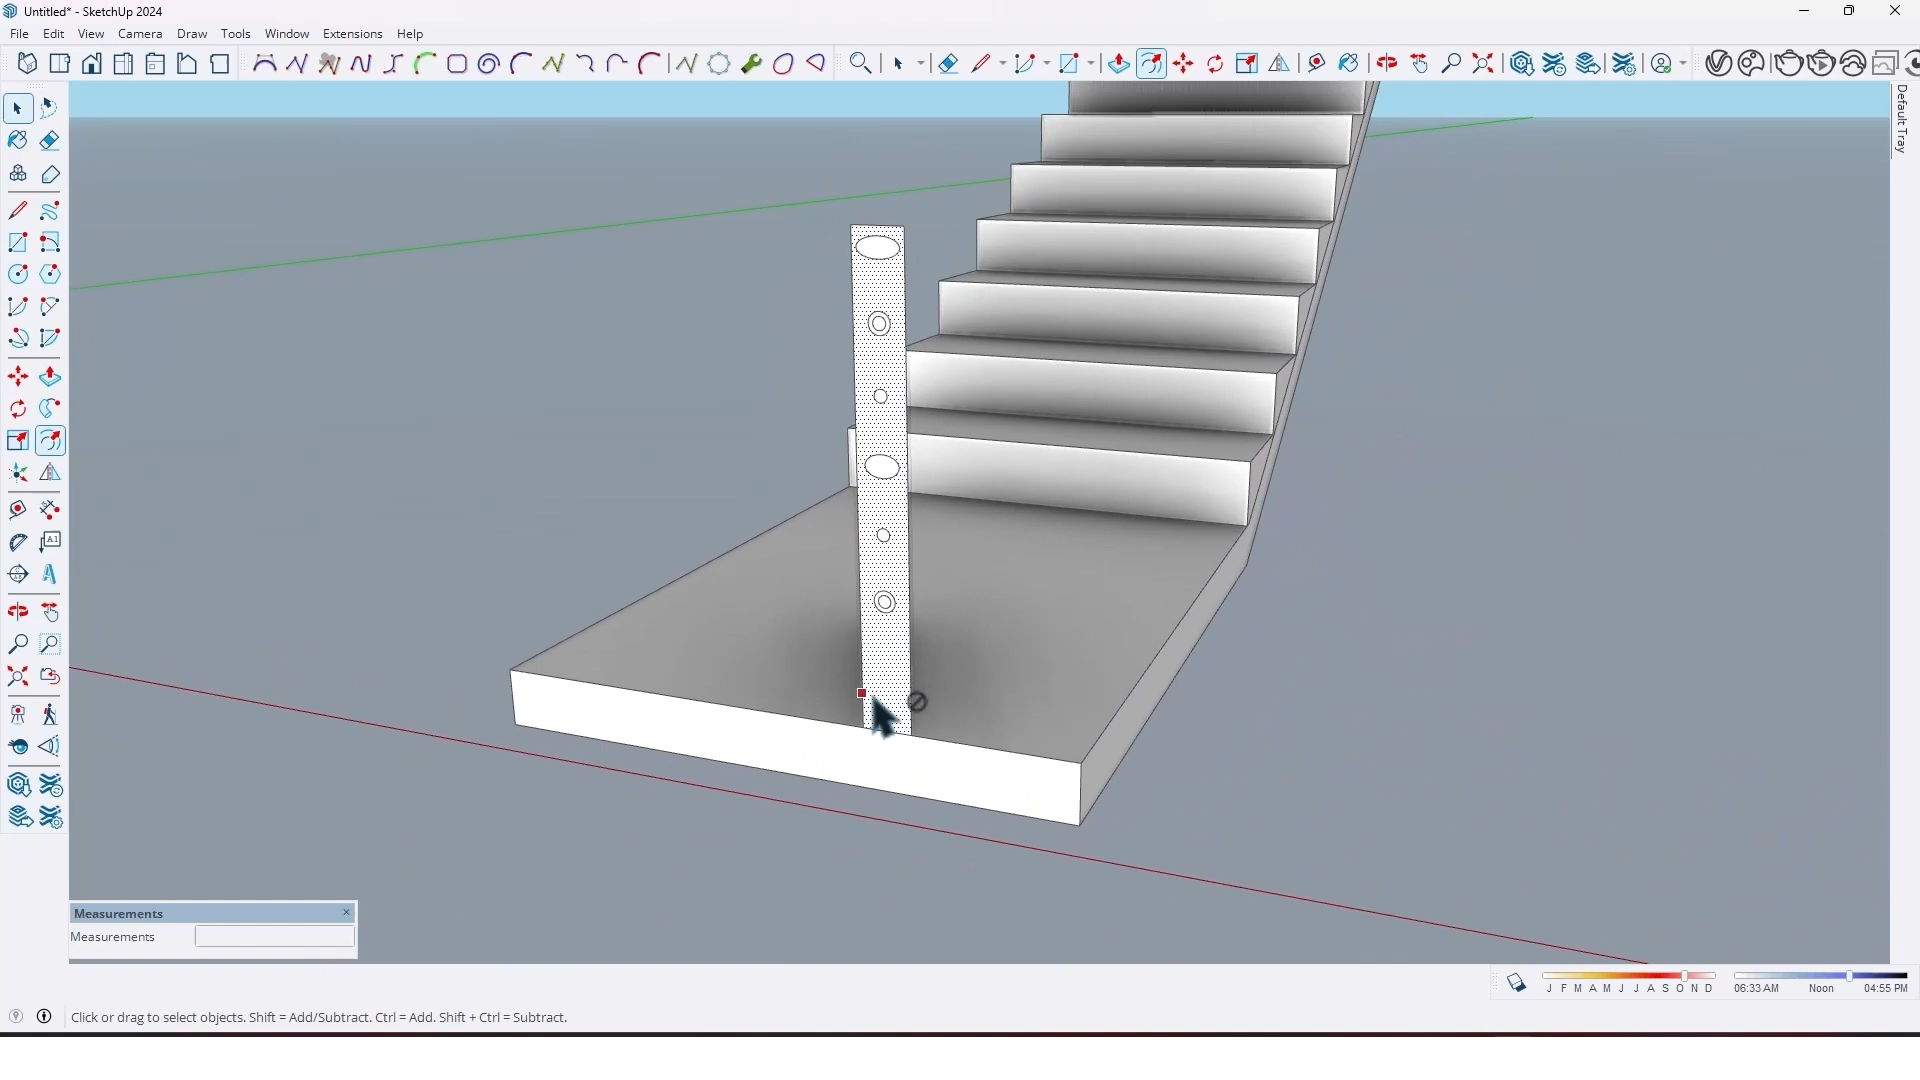 Untitled* - SketchUp 2024
File Edit View Camera Draw Tools Window Extensions Help
Default Tray
A1
A
Measurements
Measurements
J F M A M J J A S O N D 06:33 AM Noon 04:55 PM
Click or drag to select objects. Shift = Add/Subtract. Ctrl = Add. Shift + Ctrl = Subtract.